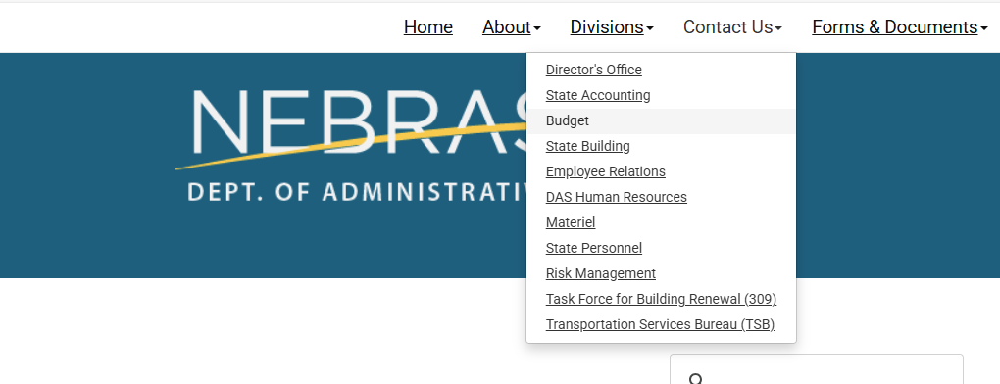 Home About Divisions Contact Us Forms & Documents
Director's Office
State Accounting
Budget
State Building
Employee Relations
DAS Human Resources
Materiel
State Personnel
Risk Management
Task Force for Building Renewal (309)
Transportation Services Bureau (TSB)
NEBRAS
DEPT. OF ADMINISTRATIV